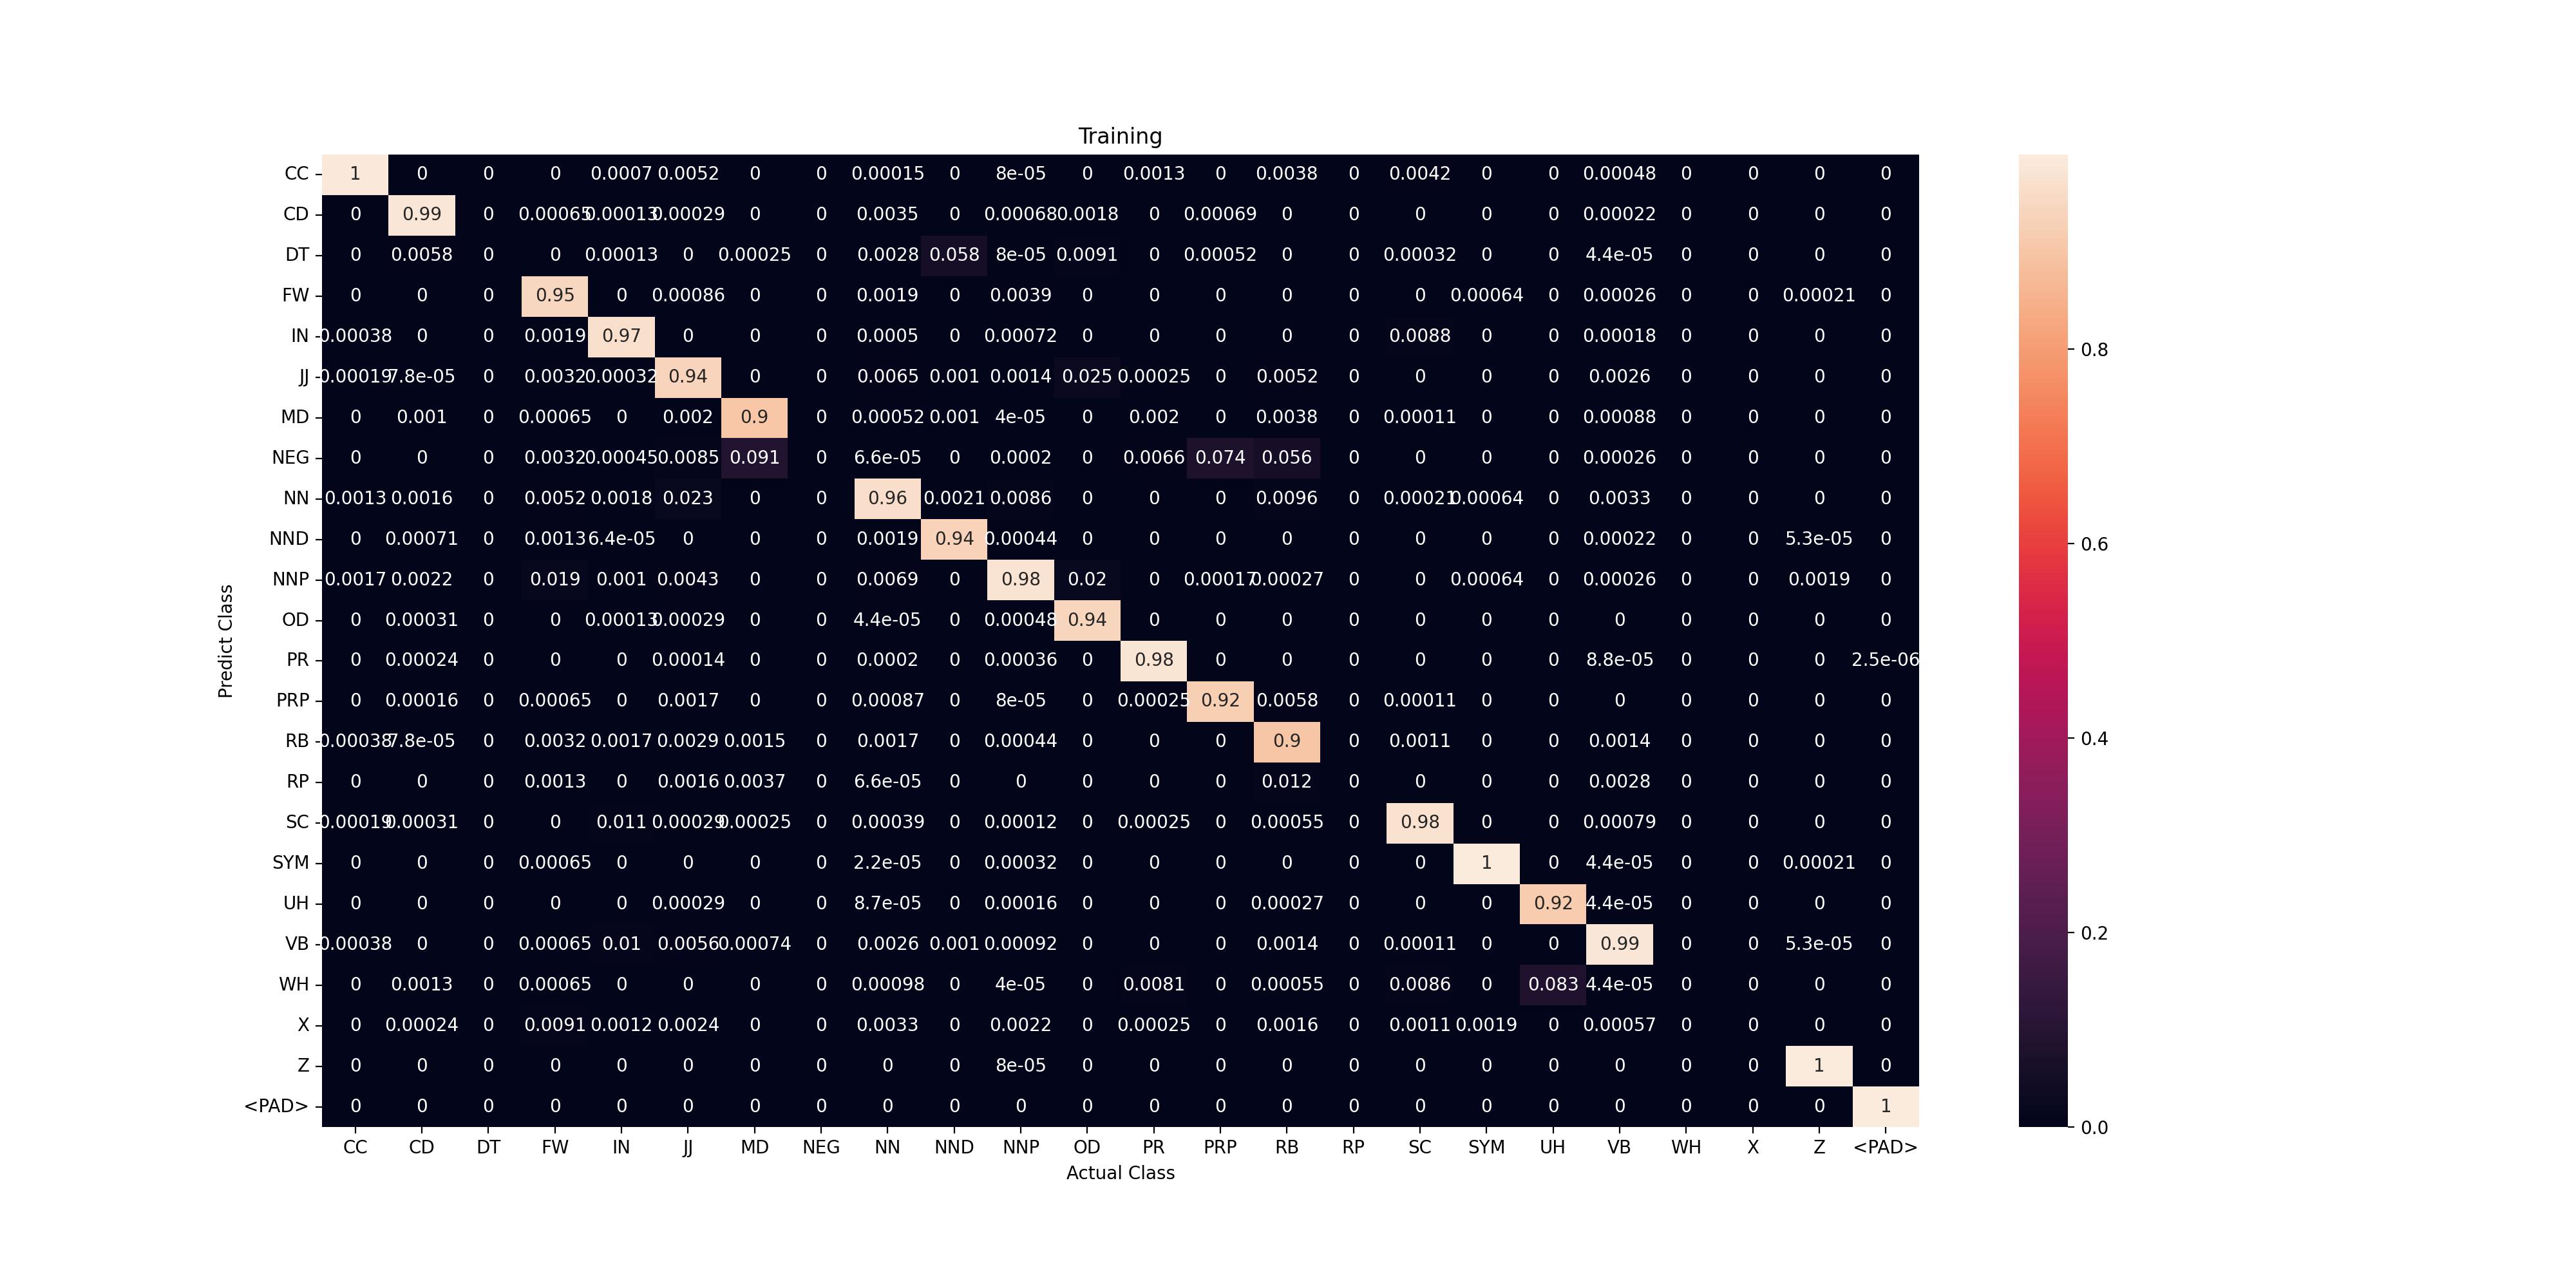 Training
CC 1 0 0 0 0.0007 0.0052 0 0 0.00015 0 8e-05 0 0.0013 0 0.0038 0 0.0042 0 0 0.00048 0 0 0 0
CD 0 0.99 0 0.00065 0.00013 0.00029 0 0 0.0035 0 0.00068 0.0018 0 0.00069 0 0 0 0 0 0.00022 0 0 0 0
DT 0 0.0058 0 0 0.00013 0 0.00025 0 0.0028 0.058 8e-05 0.0091 0 0.00052 0 0 0.00032 0 0 4.4e-05 0 0 0 0
FW 0 0 0 0.95 0 0.00086 0 0 0.0019 0 0.0039 0 0 0 0 0 0 0.00064 0 0.00026 0 0 0.00021 0
IN 0.00038 0 0 0.0019 0.97 0 0 0 0.0005 0 0.00072 0 0 0 0 0 0.0088 0 0 0.00018 0 0 0 0
JJ 0.00019 7.8e-05 0 0.0032 0.00032 0.94 0 0 0.0065 0.001 0.0014 0.025 0.00025 0 0.0052 0 0 0 0 0.0026 0 0 0 0
MD 0 0.001 0 0.00065 0 0.002 0.9 0 0.00052 0.001 4e-05 0 0.002 0 0.0038 0 0.00011 0 0 0.00088 0 0 0 0
NEG 0 0 0 0.0032 0.00045 0.0085 0.091 0 6.6e-05 0 0.0002 0 0.0066 0.074 0.056 0 0 0 0 0.00026 0 0 0 0
NN 0.0013 0.0016 0 0.0052 0.0018 0.023 0 0 0.96 0.0021 0.0086 0 0 0 0.0096 0 0.00021 0.00064 0 0.0033 0 0 0 0
NND 0 0.00071 0 0.0013 6.4e-05 0 0 0 0.0019 0.94 0.00044 0 0 0 0 0 0 0 0 0.00022 0 0 5.3e-05 0
NNP 0.0017 0.0022 0 0.019 0.001 0.0043 0 0 0.0069 0 0.98 0.02 0 0.00017 0.00027 0 0 0.00064 0 0.00026 0 0 0.0019 0
OD 0 0.00031 0 0 0.00013 0.00029 0 0 4.4e-05 0 0.00048 0.94 0 0 0 0 0 0 0 0 0 0 0 0
PR 0 0.00024 0 0 0 0.00014 0 0 0.0002 0 0.00036 0 0.98 0 0 0 0 0 0 8.8e-05 0 0 0 2.5e-06
PRP 0 0.00016 0 0.00065 0 0.0017 0 0 0.00087 0 8e-05 0 0.00025 0.92 0.0058 0 0.00011 0 0 0 0 0 0 0
RB 0.00038 7.8e-05 0 0.0032 0.0017 0.0029 0.0015 0 0.0017 0 0.00044 0 0 0 0.9 0 0.0011 0 0 0.0014 0 0 0 0
RP 0 0 0 0.0013 0 0.0016 0.0037 0 6.6e-05 0 0 0 0 0 0.012 0 0 0 0 0.0028 0 0 0 0
SC 0.00019 0.00031 0 0 0.011 0.00029 0.00025 0 0.00039 0 0.00012 0 0.00025 0 0.00055 0 0.98 0 0 0.00079 0 0 0 0
SYM 0 0 0 0.00065 0 0 0 0 2.2e-05 0 0.00032 0 0 0 0 0 0 1 0 4.4e-05 0 0 0.00021 0
UH 0 0 0 0 0 0.00029 0 0 8.7e-05 0 0.00016 0 0 0 0.00027 0 0 0 0.92 4.4e-05 0 0 0 0
VB 0.00038 0 0 0.00065 0.01 0.0056 0.00074 0 0.0026 0.001 0.00092 0 0 0 0.0014 0 0.00011 0 0 0.99 0 0 5.3e-05 0
WH 0 0.0013 0 0.00065 0 0 0 0 0.00098 0 4e-05 0 0.0081 0 0.00055 0 0.0086 0 0.083 4.4e-05 0 0 0 0
X 0 0.00024 0 0.0091 0.0012 0.0024 0 0 0.0033 0 0.0022 0 0.00025 0 0.0016 0 0.0011 0.0019 0 0.00057 0 0 0 0
Z 0 0 0 0 0 0 0 0 0 0 8e-05 0 0 0 0 0 0 0 0 0 0 0 1 0
<PAD> 0 0 0 0 0 0 0 0 0 0 0 0 0 0 0 0 0 0 0 0 0 0 0 1
CC CD DT FW IN JJ MD NEG NN NND NNP OD PR PRP RB RP SC SYM UH VB WH X Z <PAD>
Actual Class
Predict Class
0.8
0.6
0.4
0.2
0.0